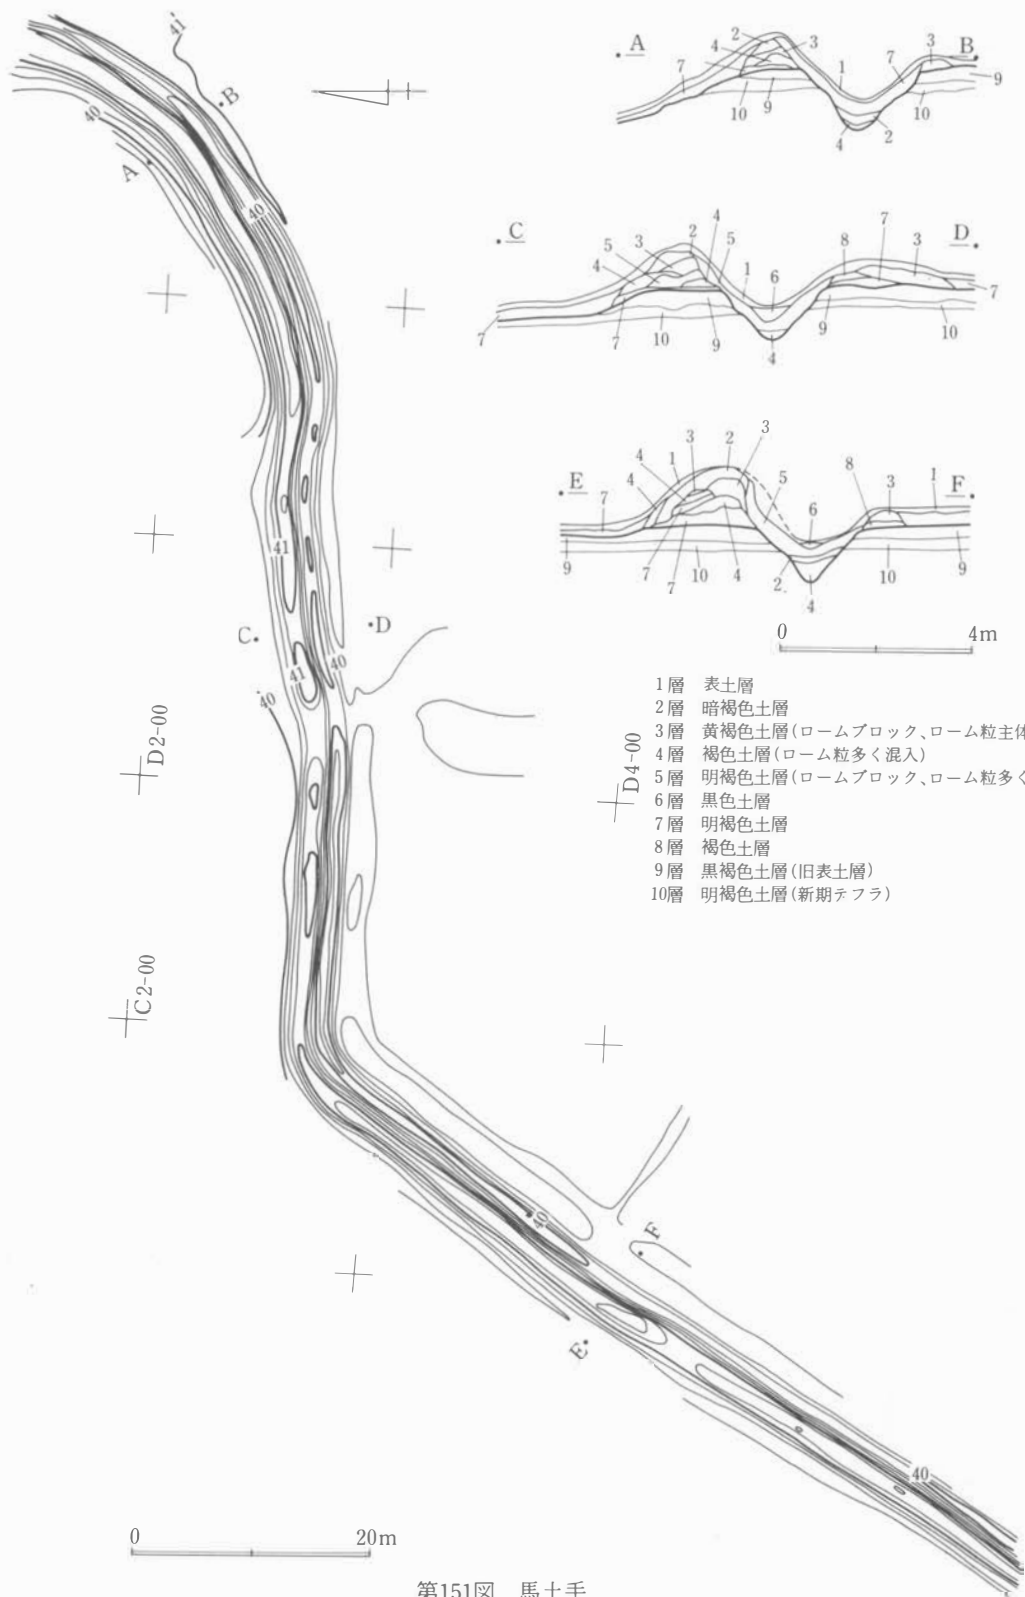 A B
2 3 4 7 1 7 3 9 10 9 10 4 2
C D
5 4 3 2 4 5 1 6 8 7 3 7 7 7 10 9 4 9 10
E F
7 4 4 1 3 2 3 5 6 8 3 1 9 7 7 10 4 2 4 10 9
0 4m
1層 表土層
2層 暗褐色土層
3層 黄褐色土層(ロームブロック、ローム粒主体
4層 褐色土層(ローム粒多く混入)
5層 明褐色土層(ロームブロック、ローム粒多く
6層 黒色土層
7層 明褐色土層
8層 褐色土層
9層 黒褐色土層(旧表土層)
10層 明褐色土層(新期テフラ)
41
B
40
A
40
41
C
D
41
40
40
D2-00
D4-00
C2-00
40
F
E
40
0 20m
第151図 馬土手